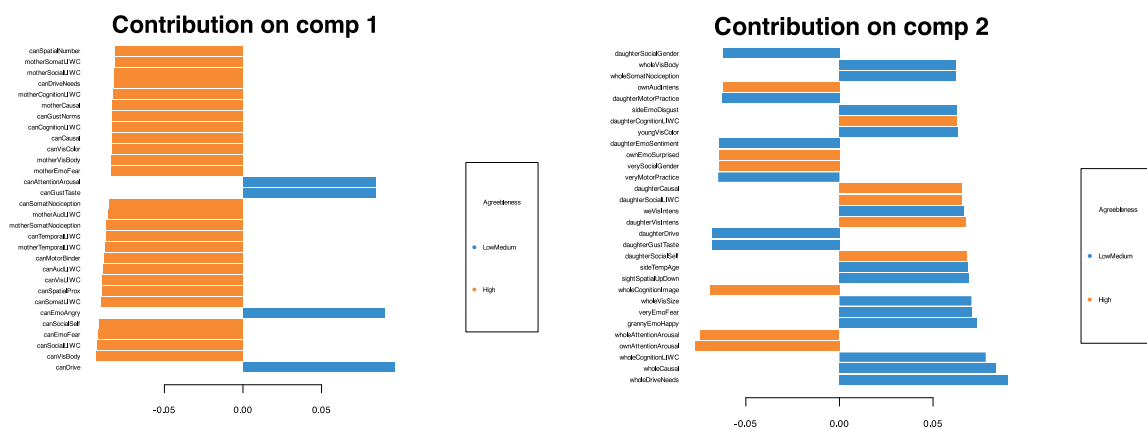 Contribution on comp 1
canSpatialNumber
motherSomatLIWC
motherSocialLIWC
canDriveNeeds
motherCognitionLIWC
motherCausal
canGustNorms
canCognitionLIWC
canCausal
canVisColor
motherVisBody
motherEmoFear
canAttentionArousal
canGustTaste
canSomatNociception
motherAudLIWC
motherSomatNociception
canTemporalLIWC
motherTemporalLIWC
canMotorBinder
canAudLIWC
canVisLIWC
canSpatialProx
canSomatLIWC
canEmoAngry
canSocialSelf
canEmoFear
canSocialLIWC
canVisBody
canDrive
-0.05 0.00 0.05
Agreebleness
LowMedium
High
Contribution on comp 2
daughterSocialGender
wholeVisBody
wholeSomatNociception
ownAudIntens
daughterMotorPractice
sideEmoDisgust
daughterCognitionLIWC
youngVisColor
daughterEmoSentiment
ownEmoSurprised
verySocialGender
veryMotorPractice
daughterCausal
daughterSocialLIWC
weVisIntens
daughterVisIntens
daughterDrive
daughterGustTaste
daughterSocialSelf
sideTempAge
sightSpatialUpDown
wholeCognitionImage
wholeVisSize
veryEmoFear
grannyEmoHappy
wholeAttentionArousal
ownAttentionArousal
wholeCognitionLIWC
wholeCausal
wholeDriveNeeds
-0.05 0.00 0.05
Agreebleness
LowMedium
High